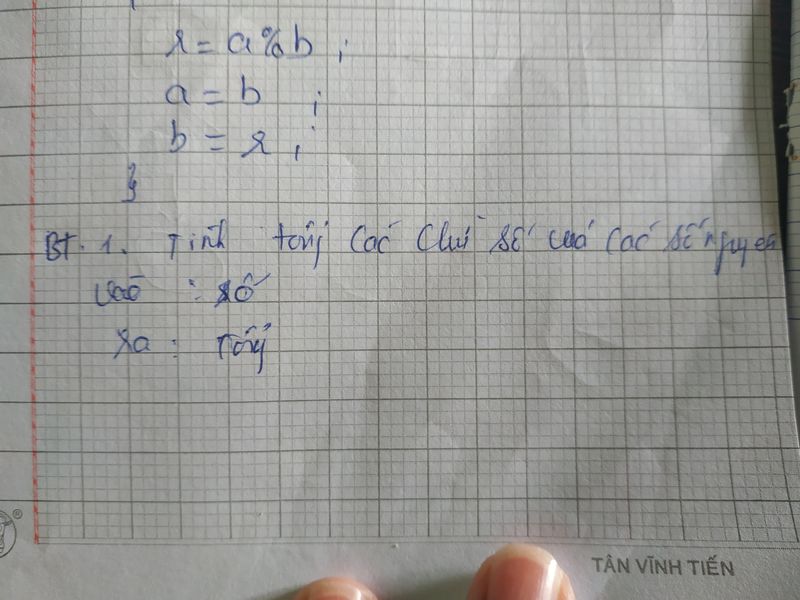 r = a%b ;
a = b ;
b = r ;
}
BT. 1. Tính tổng các chữ số của các số nguyên
vào : số
ra : Tổng
TÂN VĨNH TIẾN